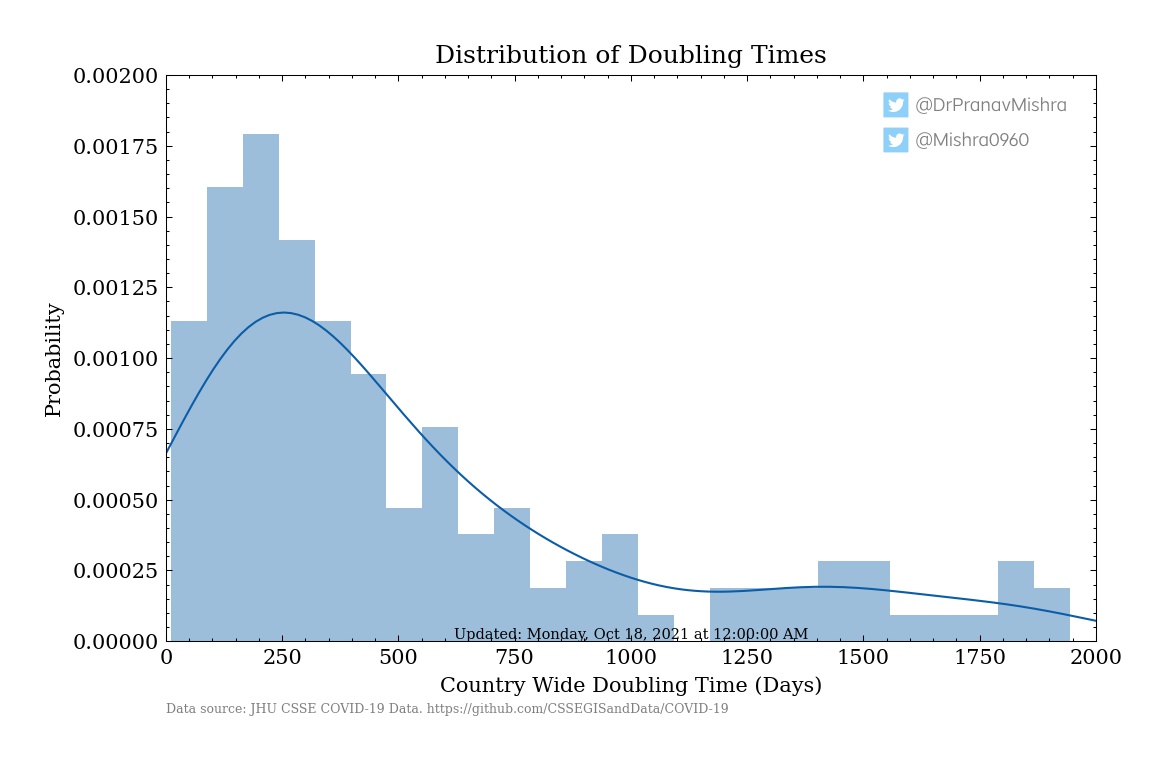 Distribution of Doubling Times
0.00200
0.00175
0.00150
0.00125
0.00100
0.00075
0.00050
0.00025
0.00000
Probability
@DrPranavMishra
@Mishra0960
Updated: Monday, Oct 18, 2021 at 12:00:00 AM
0 250 500 750 1000 1250 1500 1750 2000
Country Wide Doubling Time (Days)
Data source: JHU CSSE COVID-19 Data. https://github.com/CSSEGISandData/COVID-19